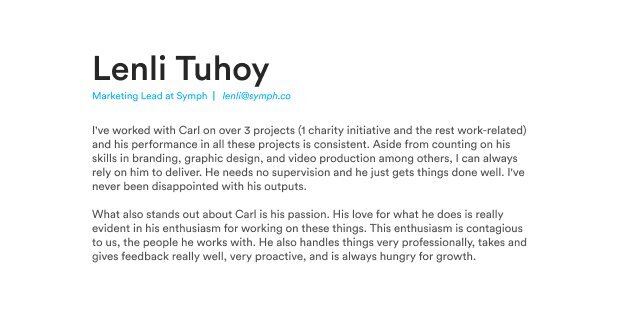 Lenli Tuhoy
Marketing Lead at Symph | lenli@symph.co
I've worked with Carl on over 3 projects (1 charity initiative and the rest work-related)
and his performance in all these projects is consistent. Aside from counting on his
skills in branding, graphic design, and video production among others, I can always
rely on him to deliver. He needs no supervision and he just gets things done well. I've
never been disappointed with his outputs.
What also stands out about Carl is his passion. His love for what he does is really
evident in his enthusiasm for working on these things. This enthusiasm is contagious
to us, the people he works with. He also handles things very professionally, takes and
gives feedback really well, very proactive, and is always hungry for growth.